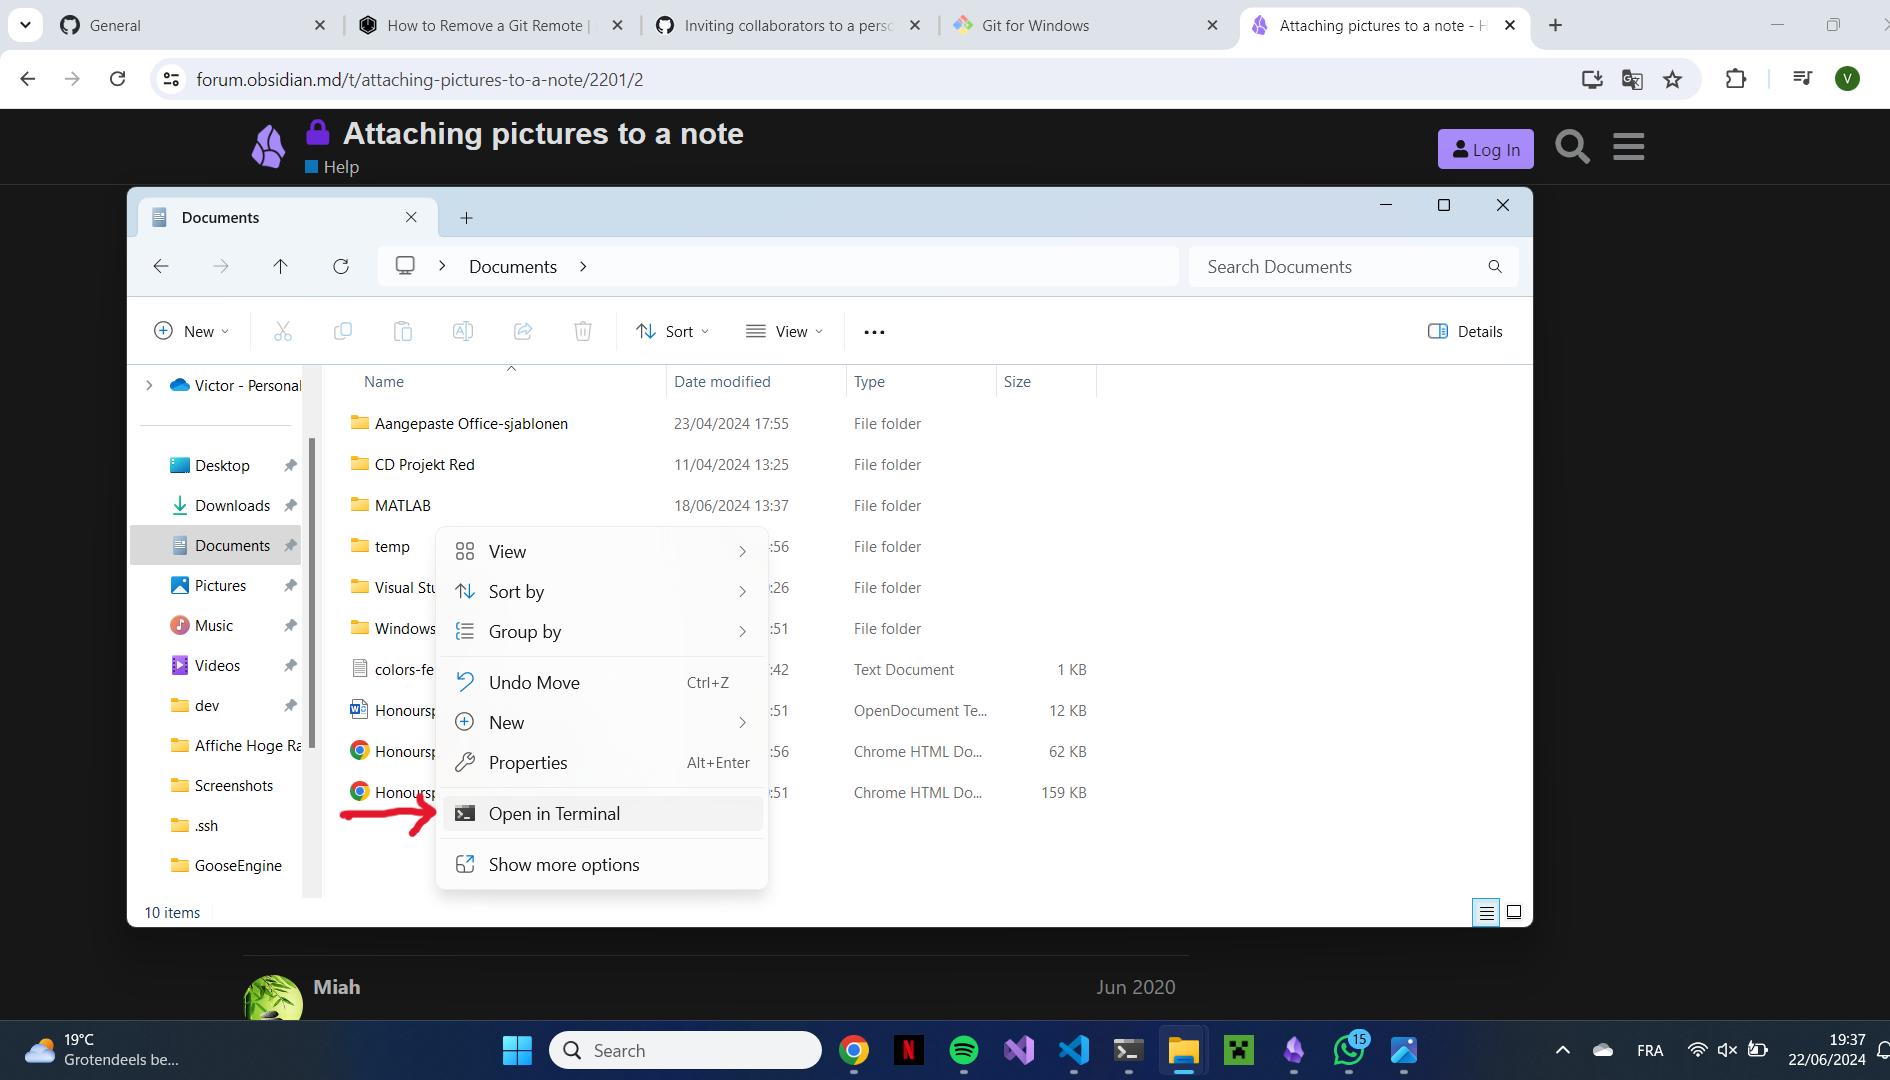 General
How to Remove a Git Remote |
Inviting collaborators to a perso
Git for Windows
Attaching pictures to a note - H
forum.obsidian.md/t/attaching-pictures-to-a-note/2201/2
V
Attaching pictures to a note
Help
Log In
Documents
Documents
Search Documents
New
Sort
View
Details
Victor - Personal
Desktop
Downloads
Documents
Pictures
Music
Videos
dev
Affiche Hoge Ra
Screenshots
.ssh
GooseEngine
Name Date modified Type Size
Aangepaste Office-sjablonen 23/04/2024 17:55 File folder
CD Projekt Red 11/04/2024 13:25 File folder
MATLAB 18/06/2024 13:37 File folder
temp :56 File folder
Visual Stu :26 File folder
Windows :51 File folder
colors-fe :42 Text Document 1 KB
Honoursp :51 OpenDocument Te... 12 KB
Honoursp :56 Chrome HTML Do... 62 KB
Honoursp :51 Chrome HTML Do... 159 KB
View
Sort by
Group by
Undo Move Ctrl+Z
New
Properties Alt+Enter
Open in Terminal
Show more options
10 items
Miah Jun 2020
19°C
Grotendeels be...
Search
N
15
FRA
19:37
22/06/2024